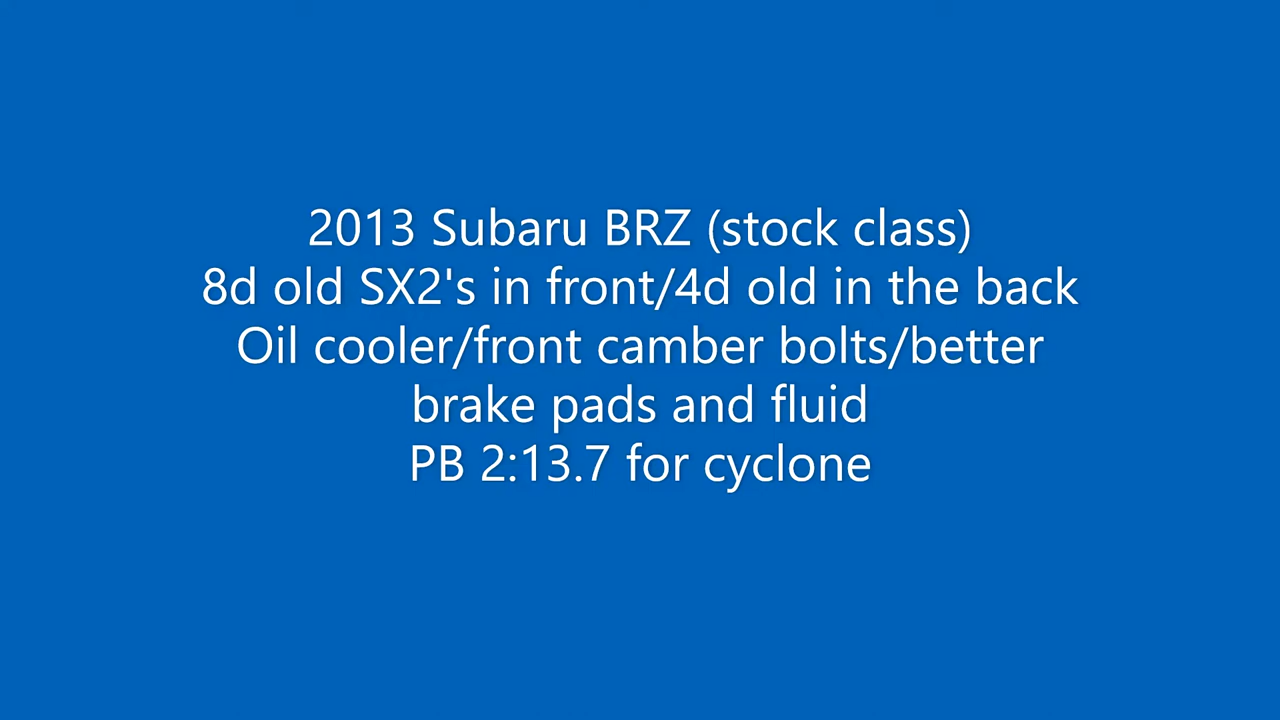 2013 Subaru BRZ (stock class)
8d old SX2's in front/4d old in the back
Oil cooler/front camber bolts/better
brake pads and fluid
PB 2:13.7 for cyclone